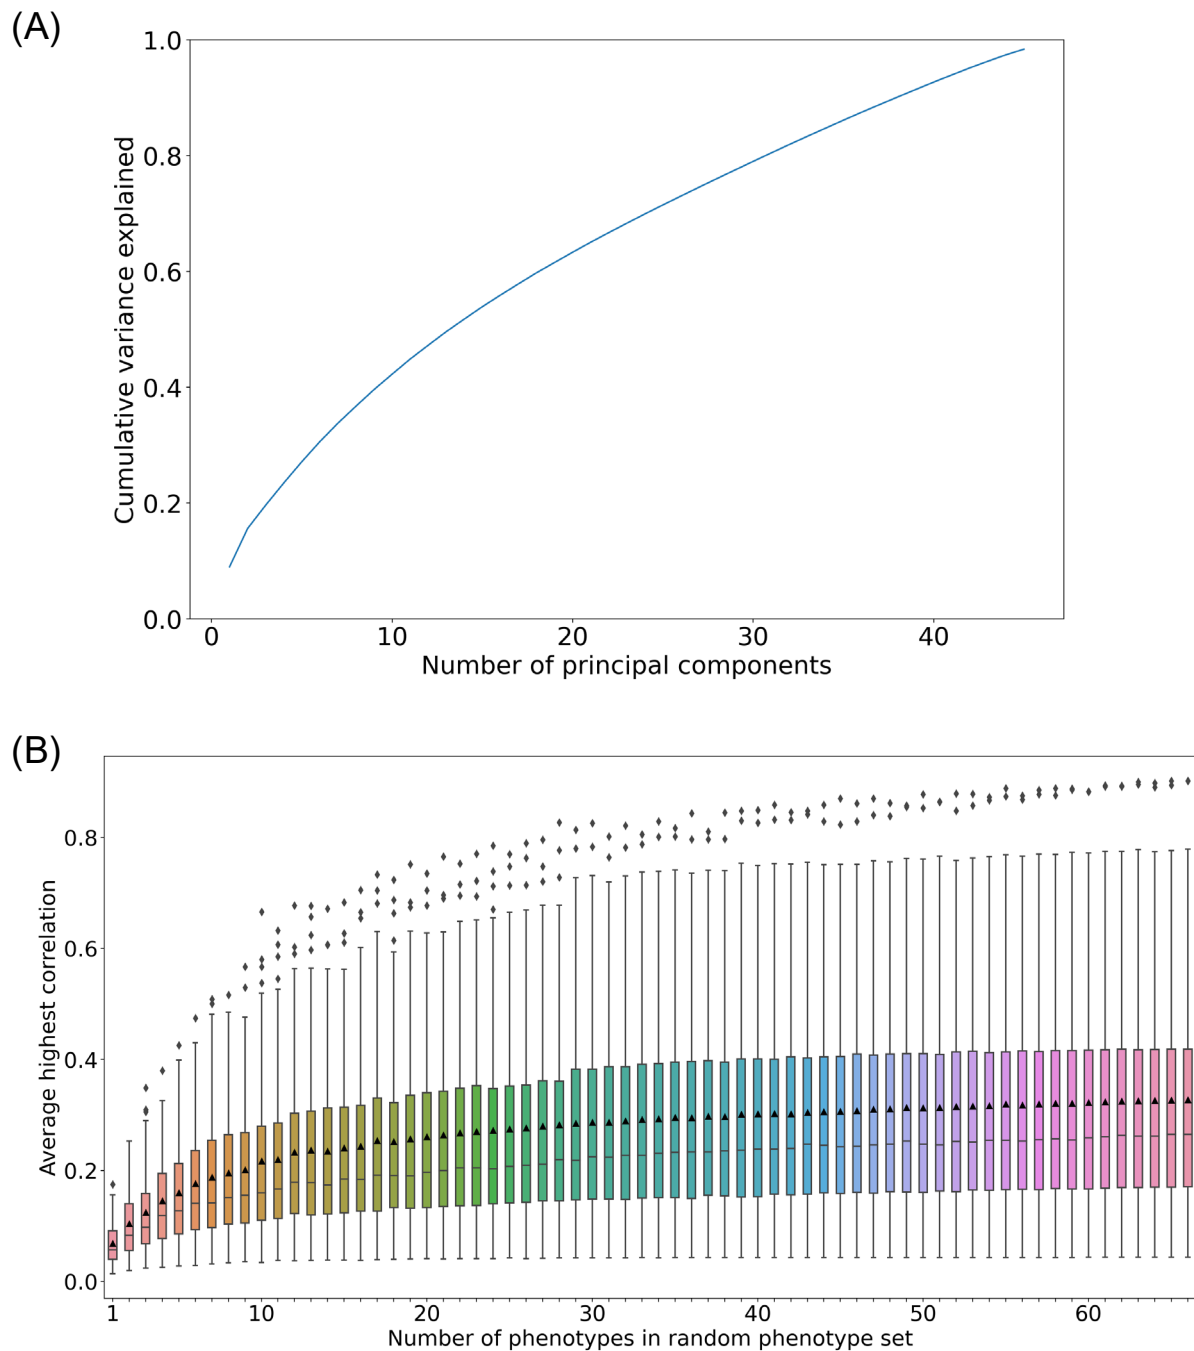 (A)
1.0
0.8
0.6
0.4
0.2
0.0
Cumulative variance explained
0 10 20 30 40
Number of principal components
(B)
0.8
0.6
0.4
0.2
0.0
Average highest correlation
1 10 20 30 40 50 60
Number of phenotypes in random phenotype set